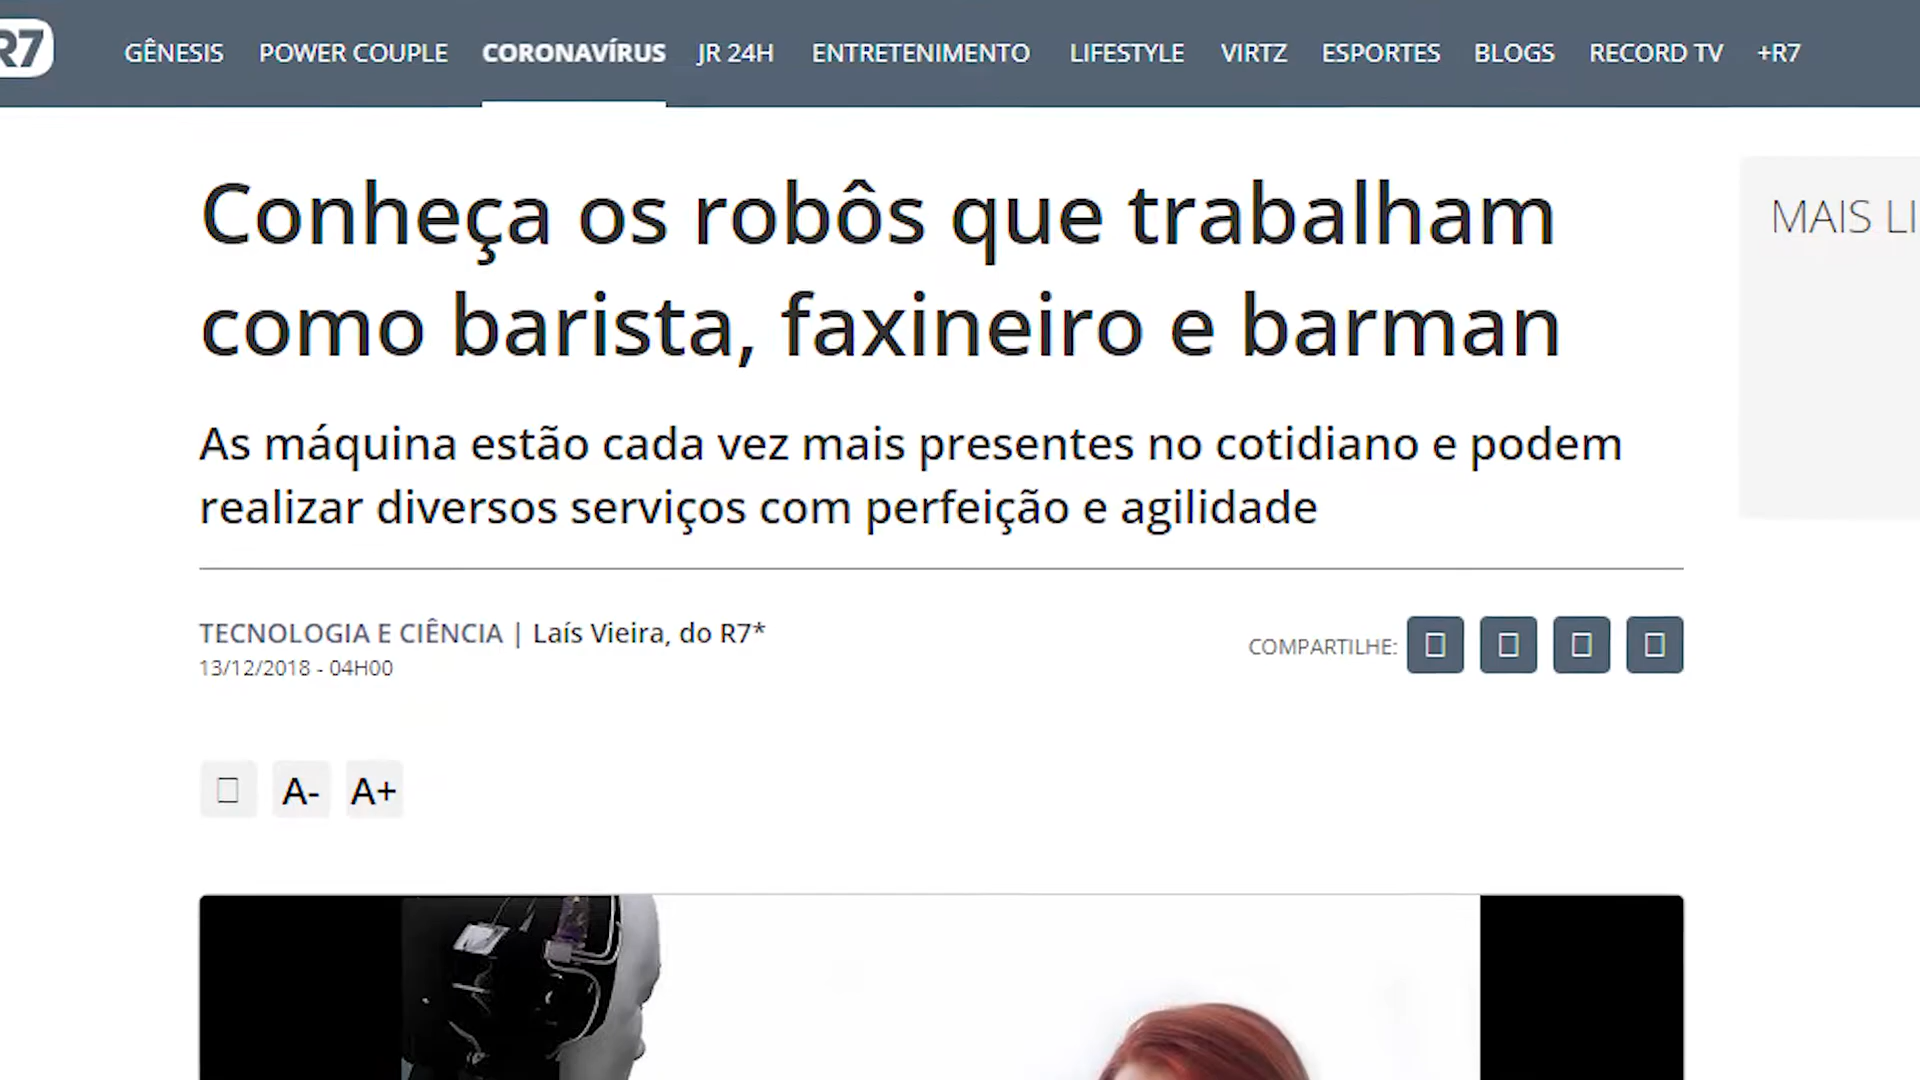 R7
GÊNESIS POWER COUPLE CORONAVÍRUS JR 24H ENTRETENIMENTO LIFESTYLE VIRTZ ESPORTES BLOGS RECORD TV +R7
Conheça os robôs que trabalham
como barista, faxineiro e barman
As máquina estão cada vez mais presentes no cotidiano e podem
realizar diversos serviços com perfeição e agilidade
TECNOLOGIA E CIÊNCIA | Laís Vieira, do R7*
13/12/2018 - 04H00
COMPARTILHE:
A- A+
MAIS